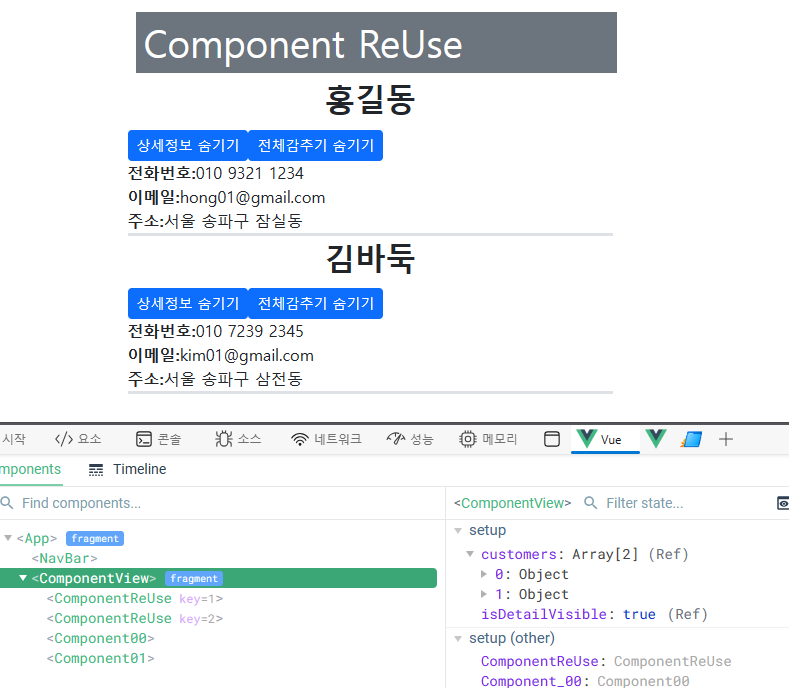 Component ReUse
홍길동
상세정보 숨기기 전체감추기 숨기기
전화번호:010 9321 1234
이메일:hong01@gmail.com
주소:서울 송파구 잠실동
김바둑
상세정보 숨기기 전체감추기 숨기기
전화번호:010 7239 2345
이메일:kim01@gmail.com
주소:서울 송파구 삼전동
시작 </> 요소 콘솔 소스 네트워크 성능 메모리 Vue
mponents Timeline
Find components...
<App> fragment
<NavBar>
<ComponentView> fragment
<ComponentReUse key=1>
<ComponentReUse key=2>
<Component00>
<Component01>
<ComponentView> Filter state...
setup
customers: Array[2] (Ref)
0: Object
1: Object
isDetailVisible: true (Ref)
setup (other)
ComponentReUse: ComponentReUse
Component_00: Component00